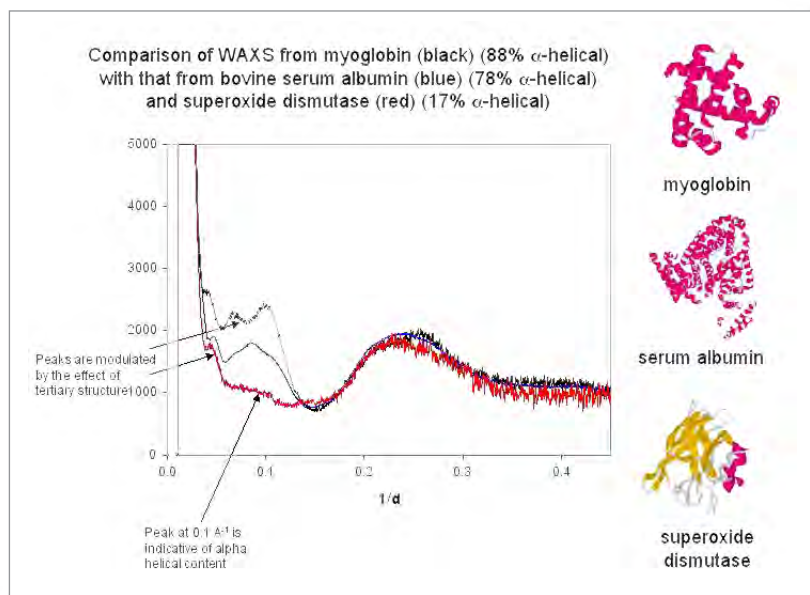 Comparison of WAXS from myoglobin (black) (88% α-helical)
with that from bovine serum albumin (blue) (78% α-helical)
and superoxide dismutase (red) (17% α-helical)
myoglobin
serum albumin
superoxide
dismutase
5000
4000
3000
2000
1000
0
0.0
0.1
0.2
0.3
0.4
1/d
Peaks are modulated
by the effect of
tertiary structure
Peak at 0.1 A⁻¹ is
indicative of alpha
helical content